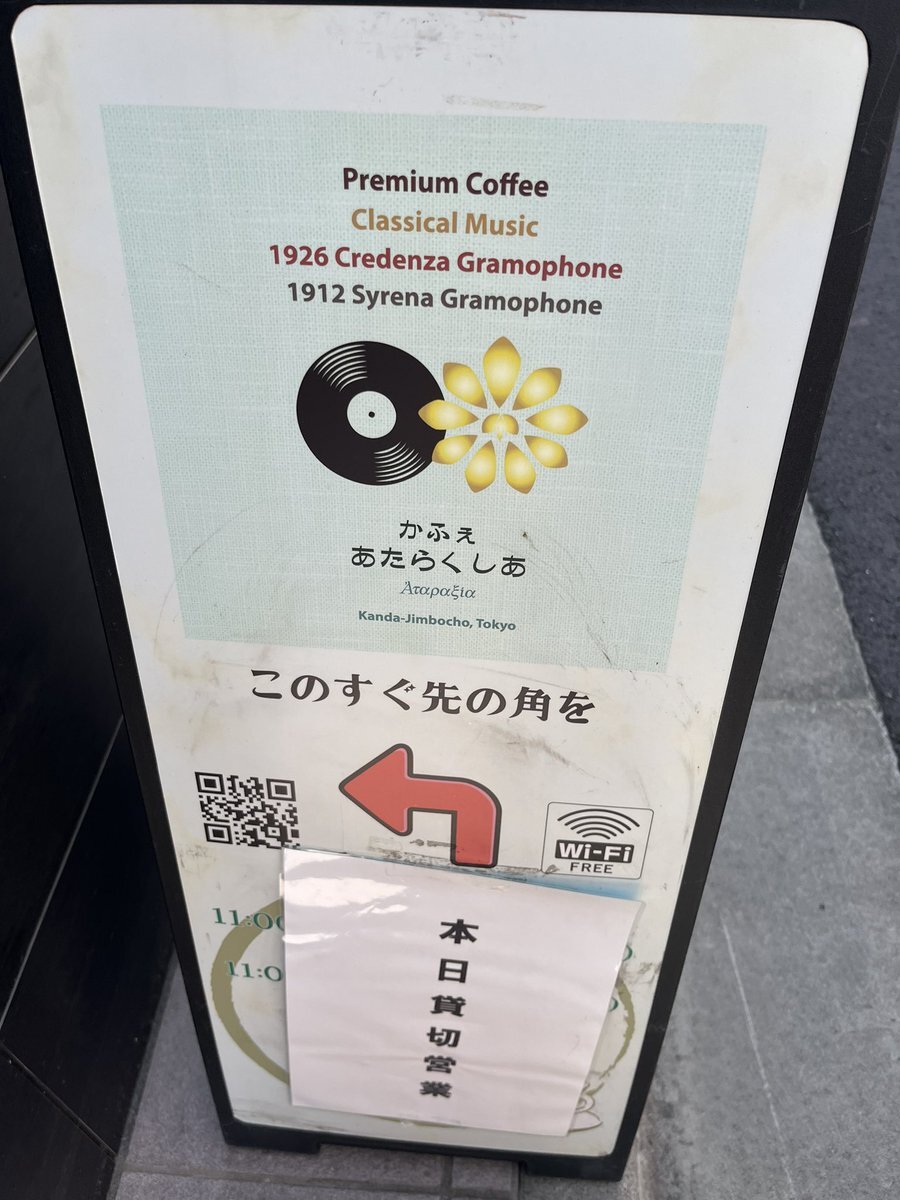 Premium Coffee
Classical Music
1926 Credenza Gramophone
1912 Syrena Gramophone
かふぇ
あたらくしあ
Ἀταραξία
Kanda-Jimbocho, Tokyo
このすぐ先の角を
Wi-Fi
FREE
本日貸切営業